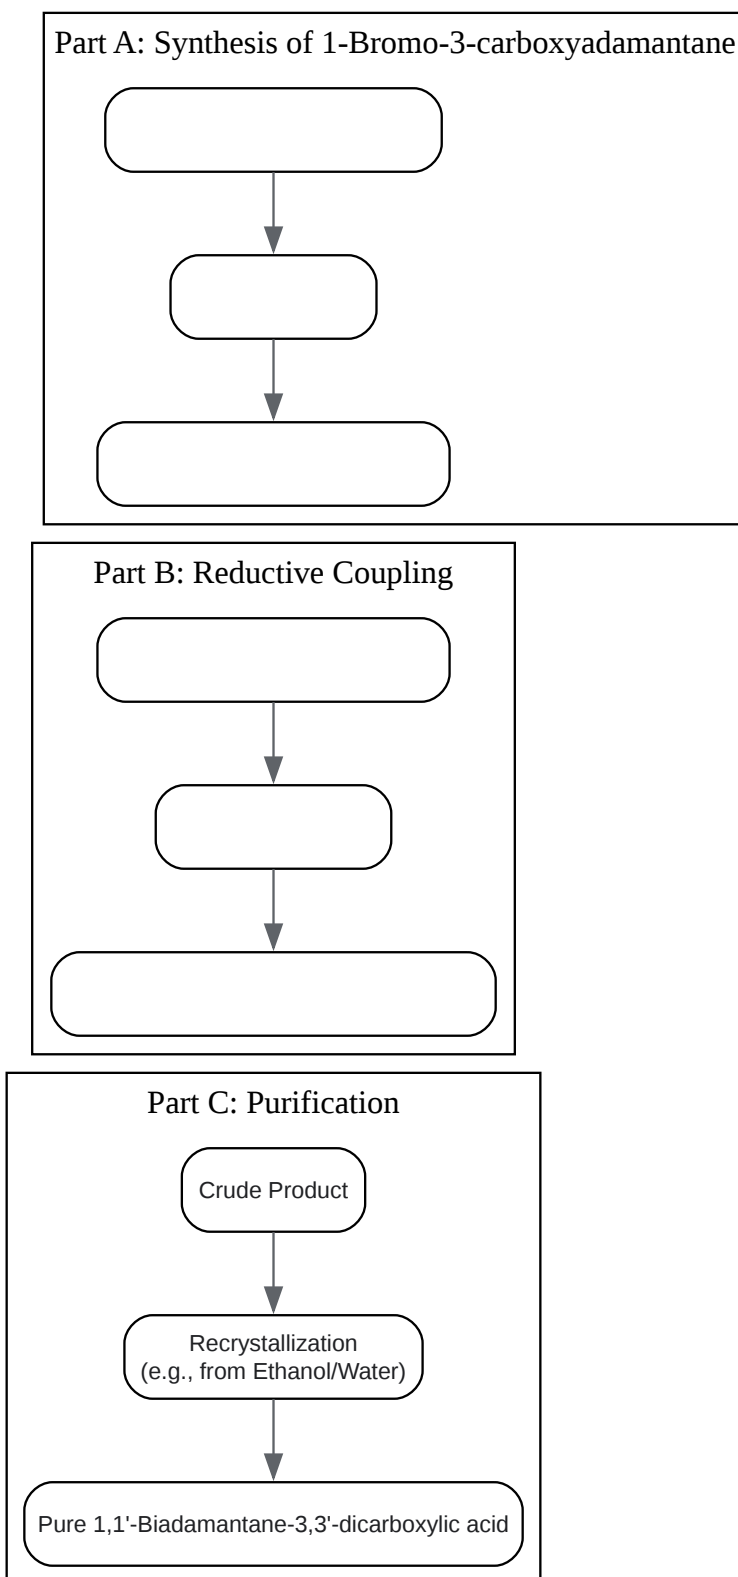 Part A: Synthesis of 1-Bromo-3-carboxyadamantane
Part B: Reductive Coupling
Part C: Purification
Crude Product
Recrystallization
(e.g., from Ethanol/Water)
Pure 1,1'-Biadamantane-3,3'-dicarboxylic acid